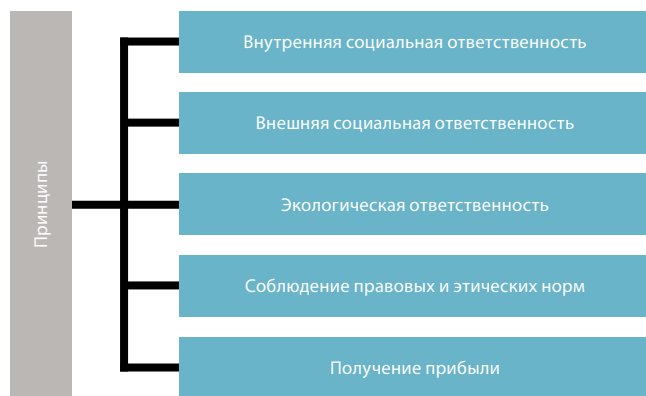 Принципы
Внутренняя социальная ответственность
Внешняя социальная ответственность
Экологическая ответственность
Соблюдение правовых и этических норм
Получение прибыли